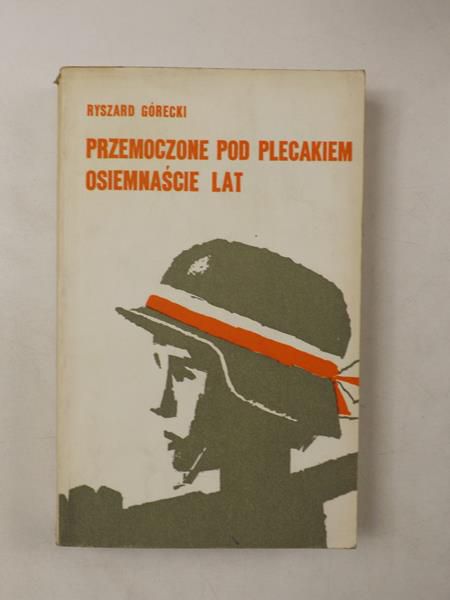 RYSZARD GÓRECKI
PRZEMOCZONE POD PLECAKIEM
OSIEMNAŚCIE LAT